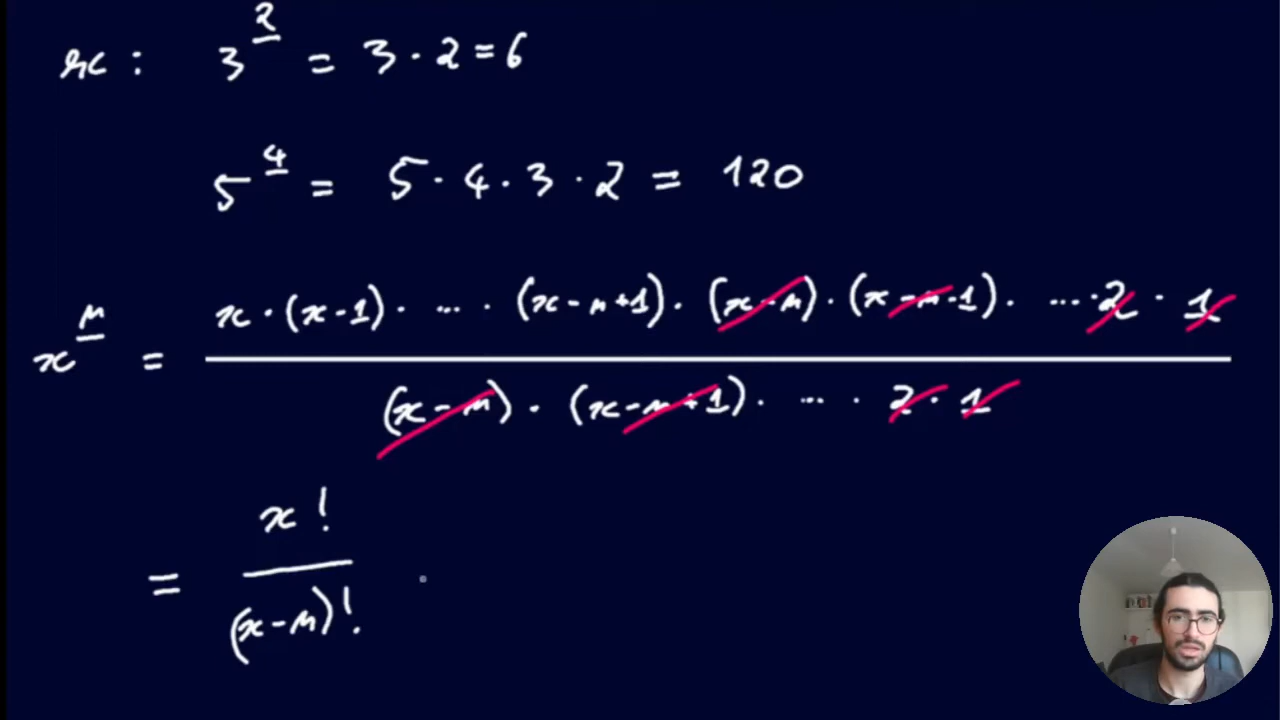 ex : 3^2̲ = 3 · 2 = 6
5^4̲ = 5 · 4 · 3 · 2 = 120
x^n̲ = x · (x - 1) · ... · (x - n + 1) · (x - n) · (x - n - 1) · ... · 2 · 1
(x - n) · (x - n + 1) · ... · 2 · 1
= x !
(x - n) !